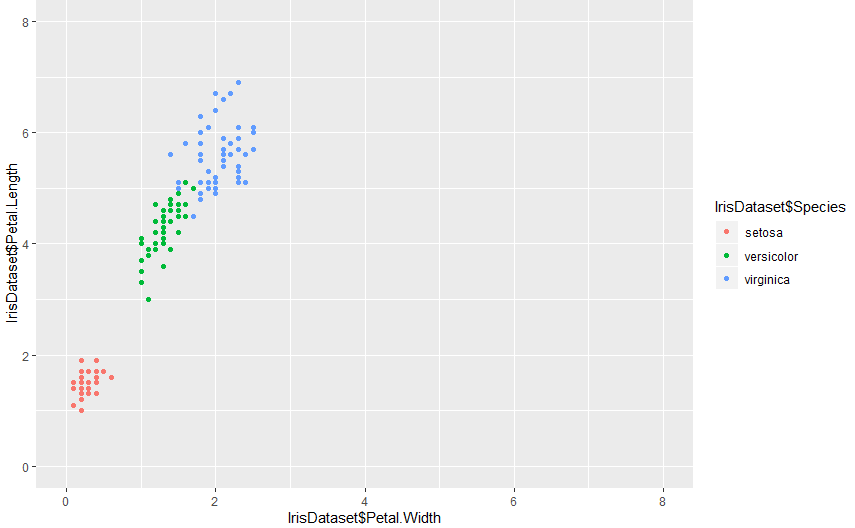 8
6
4
2
0
IrisDataset$Petal.Length
0
2
4
6
8
IrisDataset$Petal.Width
IrisDataset$Species
setosa
versicolor
virginica